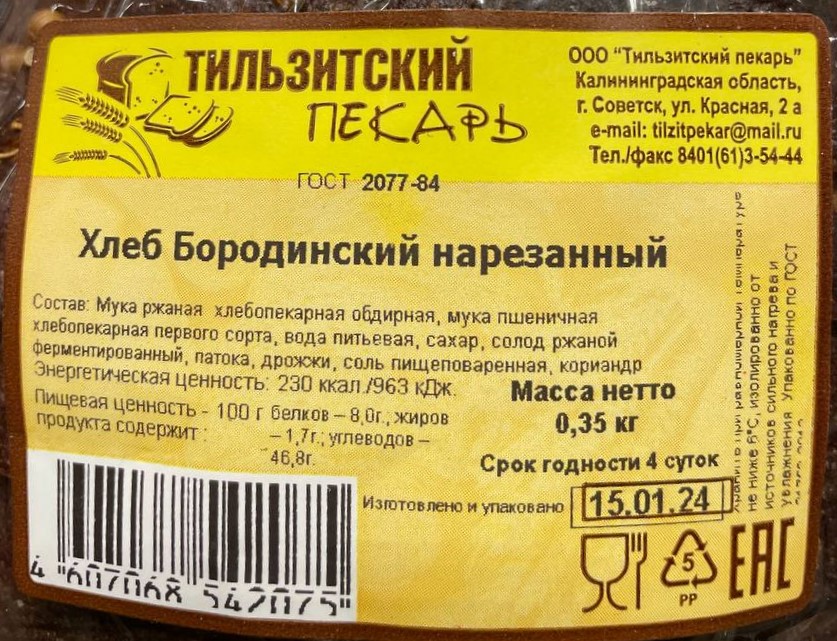 ТИЛЬЗИТСКИЙ
ПЕКАРЬ
ООО "Тильзитский пекарь"
Калининградская область,
г. Советск, ул. Красная, 2 а
e-mail: tilzitpekar@mail.ru
Тел./факс 8401(61)3-54-44
ГОСТ 2077-84
Хлеб Бородинский нарезанный
Состав: Мука ржаная хлебопекарная обдирная, мука пшеничная
хлебопекарная первого сорта, вода питьевая, сахар, солод ржаной
ферментированный, патока, дрожжи, соль пищеповаренная, кориандр
Энергетическая ценность: 230 ккал./963 кДж.
Пищевая ценность - 100 г белков – 8,0г., жиров
продукта содержит : – 1,7г.; углеводов –
46,8г.
Масса нетто
0,35 кг
Срок годности 4 суток
Изготовлено и упаковано 15.01.24
не ниже 6°С, изолированно от
источников сильного нагрева и
увлажнения Упаковано по ГОСТ
4 "607068 542075"
5
PP
EAC